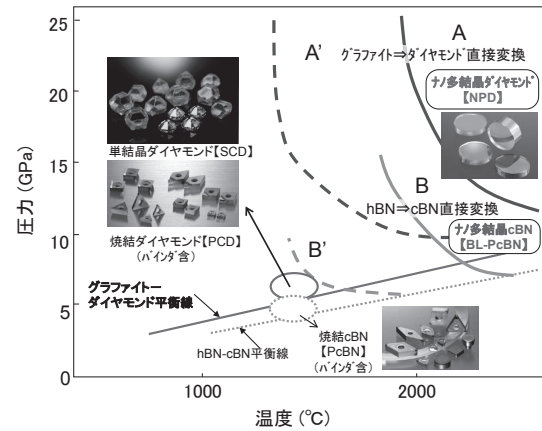 25
20
15
10
5
0
圧力 (GPa)
1000
2000
温度 (℃)
A’
A
グラファイト⇒ダイヤモンド直接変換
ナノ多結晶ダイヤモンド
【NPD】
単結晶ダイヤモンド【SCD】
B
hBN⇒cBN直接変換
ナノ多結晶cBN
【BL-PcBN】
焼結ダイヤモンド【PCD】
(バインダ含)
B’
グラファイトー
ダイヤモンド平衡線
hBN-cBN平衡線
焼結cBN
【PcBN】
(バインダ含)